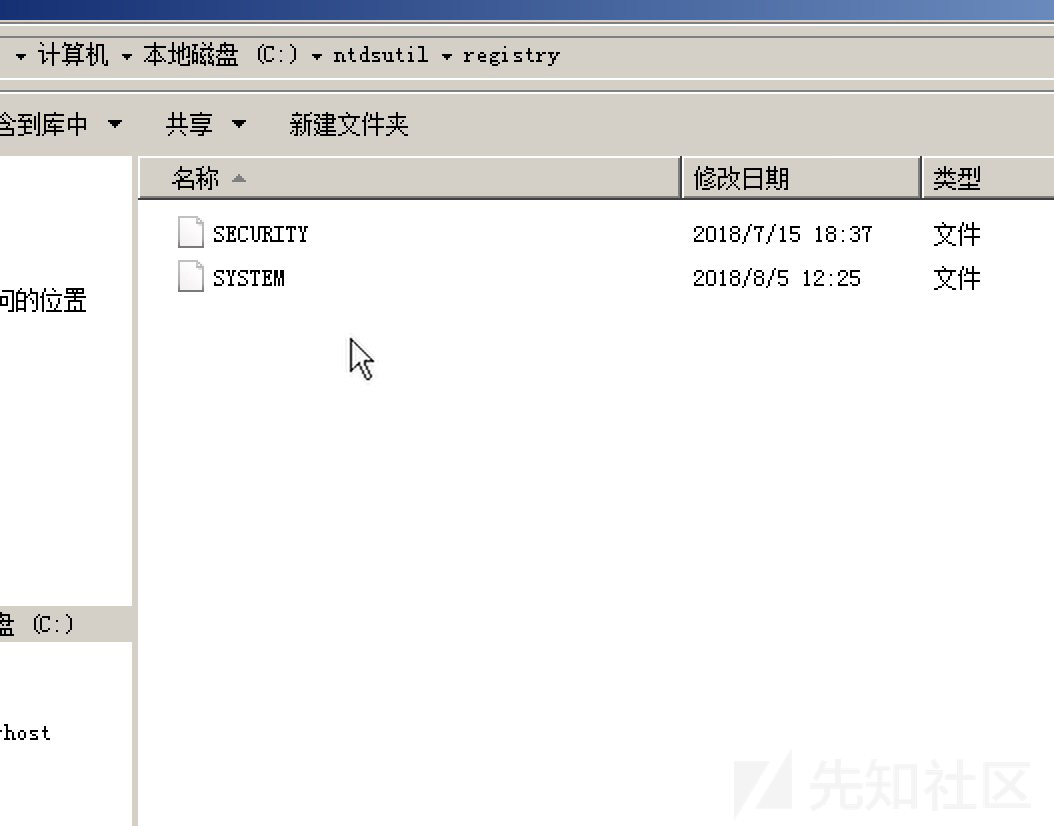 计算机 本地磁盘 (C:) ntdsutil registry
含到库中 共享 新建文件夹
名称 修改日期 类型
SECURITY 2018/7/15 18:37 文件
SYSTEM 2018/8/5 12:25 文件
问的位置
盘 (C:)
host
先知社区